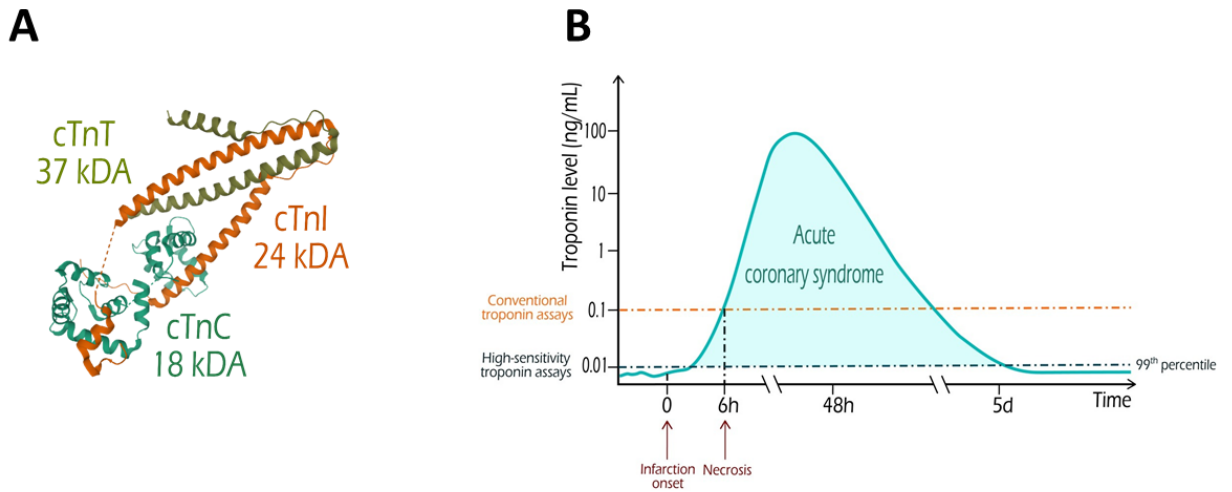 A
B
cTnT
37 kDA
cTnI
24 kDA
cTnC
18 kDA
Troponin level (ng/mL)
100
10
1
0.1
0.01
Acute
coronary syndrome
Conventional
troponin assays
High-sensitivity
troponin assays
99th percentile
0
6h
48h
5d
Time
Infarction
onset
Necrosis